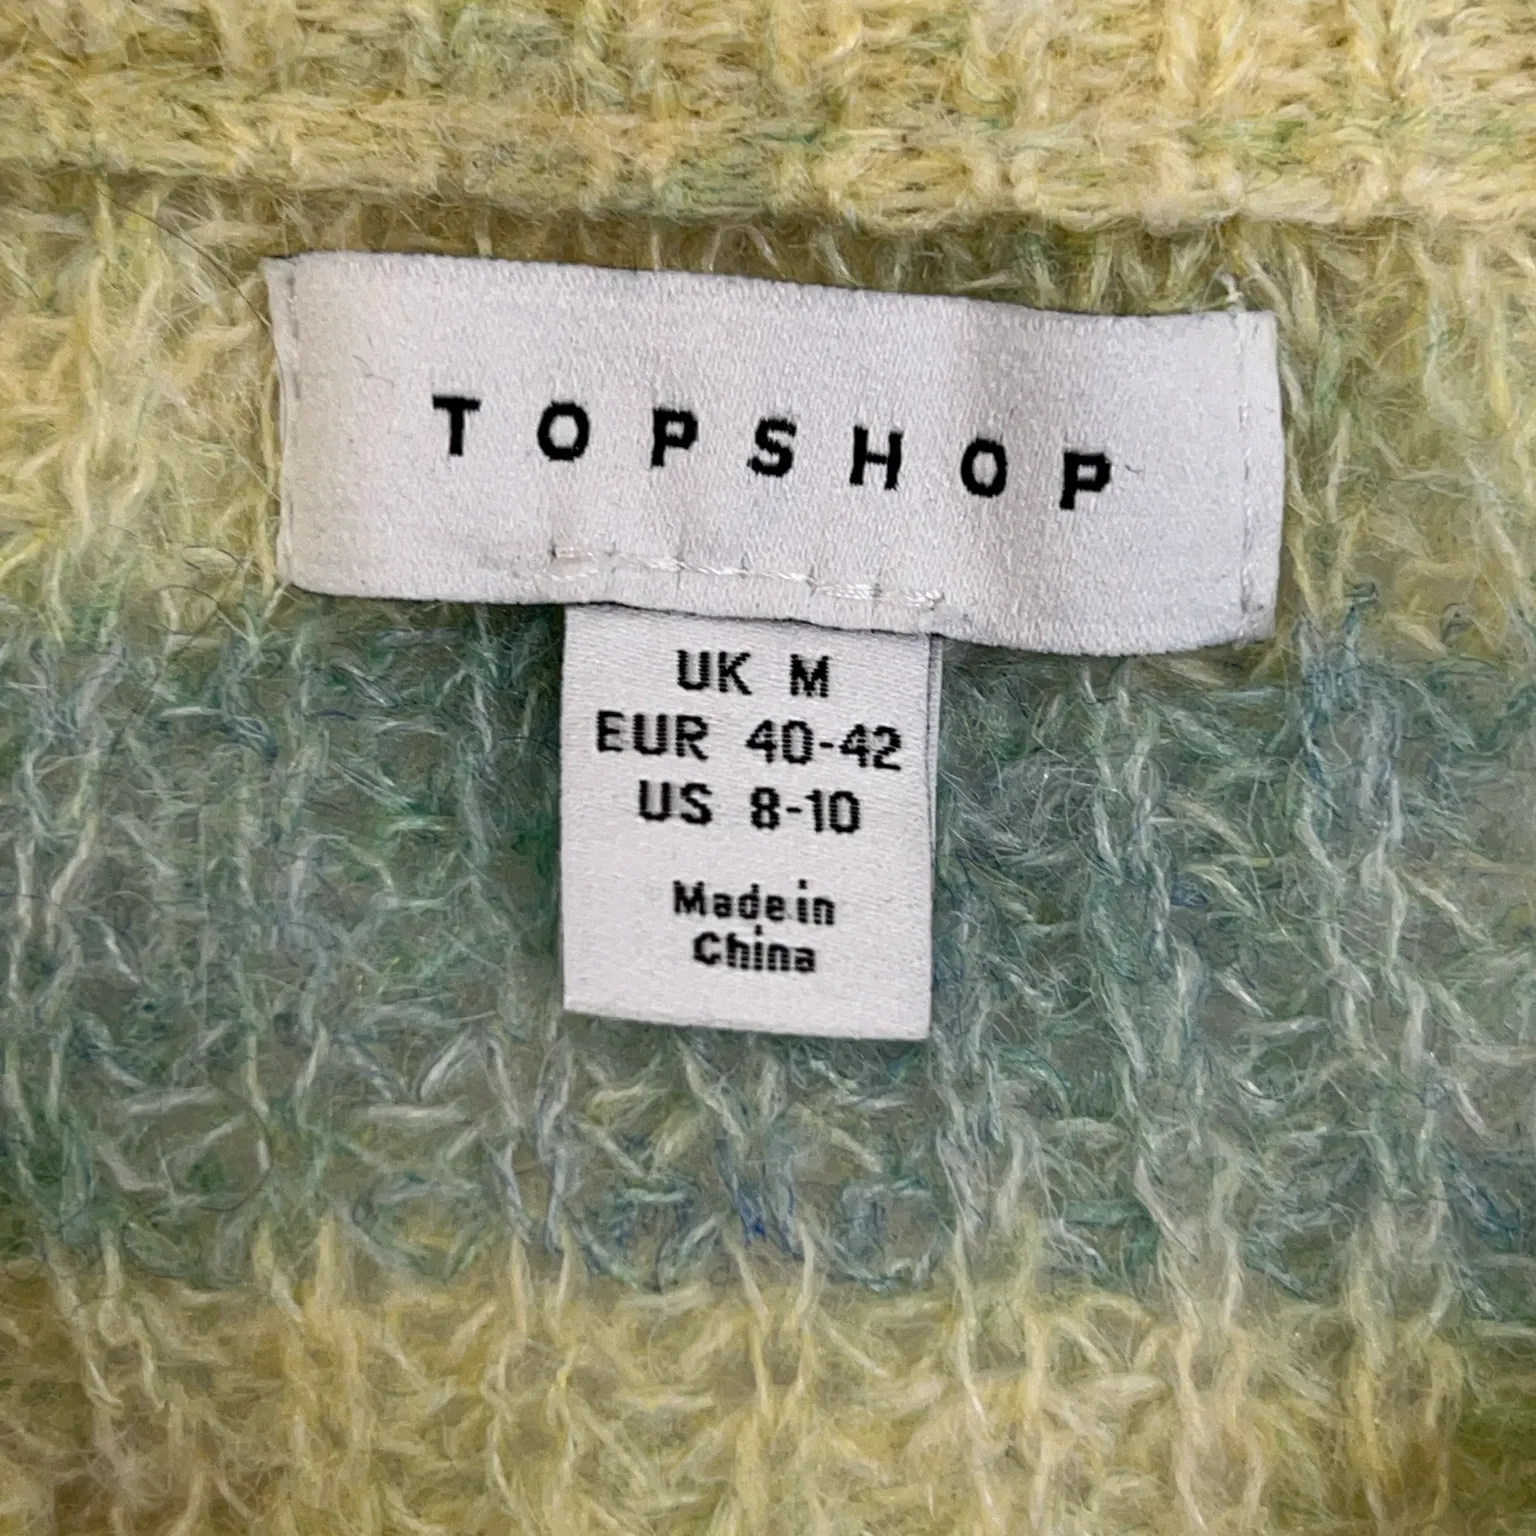 TOPSHOP
UK M
EUR 40-42
US 8-10
Made in
China